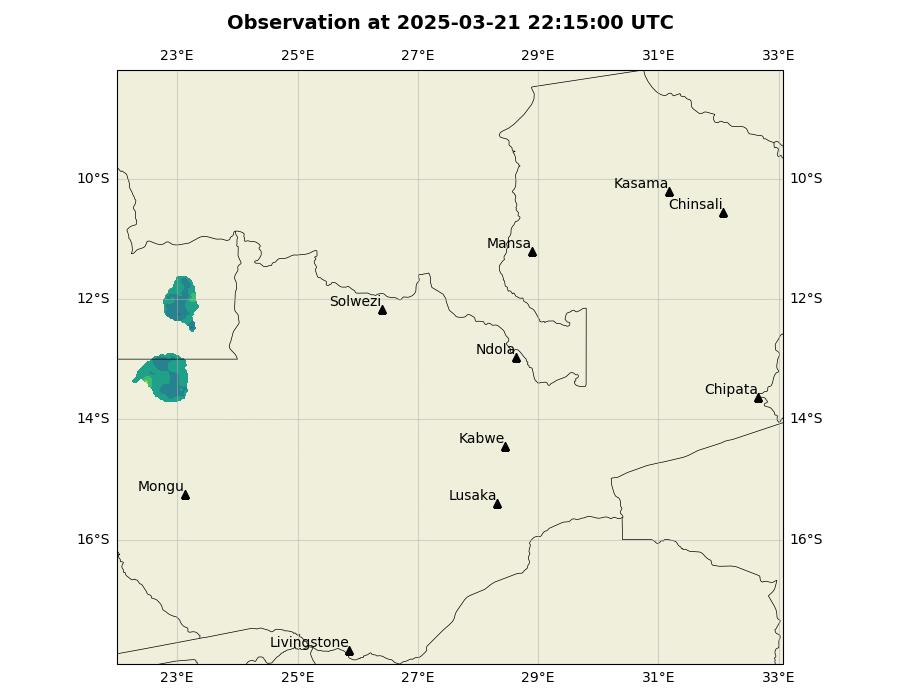 Observation at 2025-03-21 22:15:00 UTC
23°E 25°E 27°E 29°E 31°E 33°E
10°S 10°S
Kasama
Chinsali
Mansa
12°S 12°S
Solwezi
Ndola
Chipata
14°S 14°S
Kabwe
Mongu
Lusaka
16°S 16°S
Livingstone
23°E 25°E 27°E 29°E 31°E 33°E